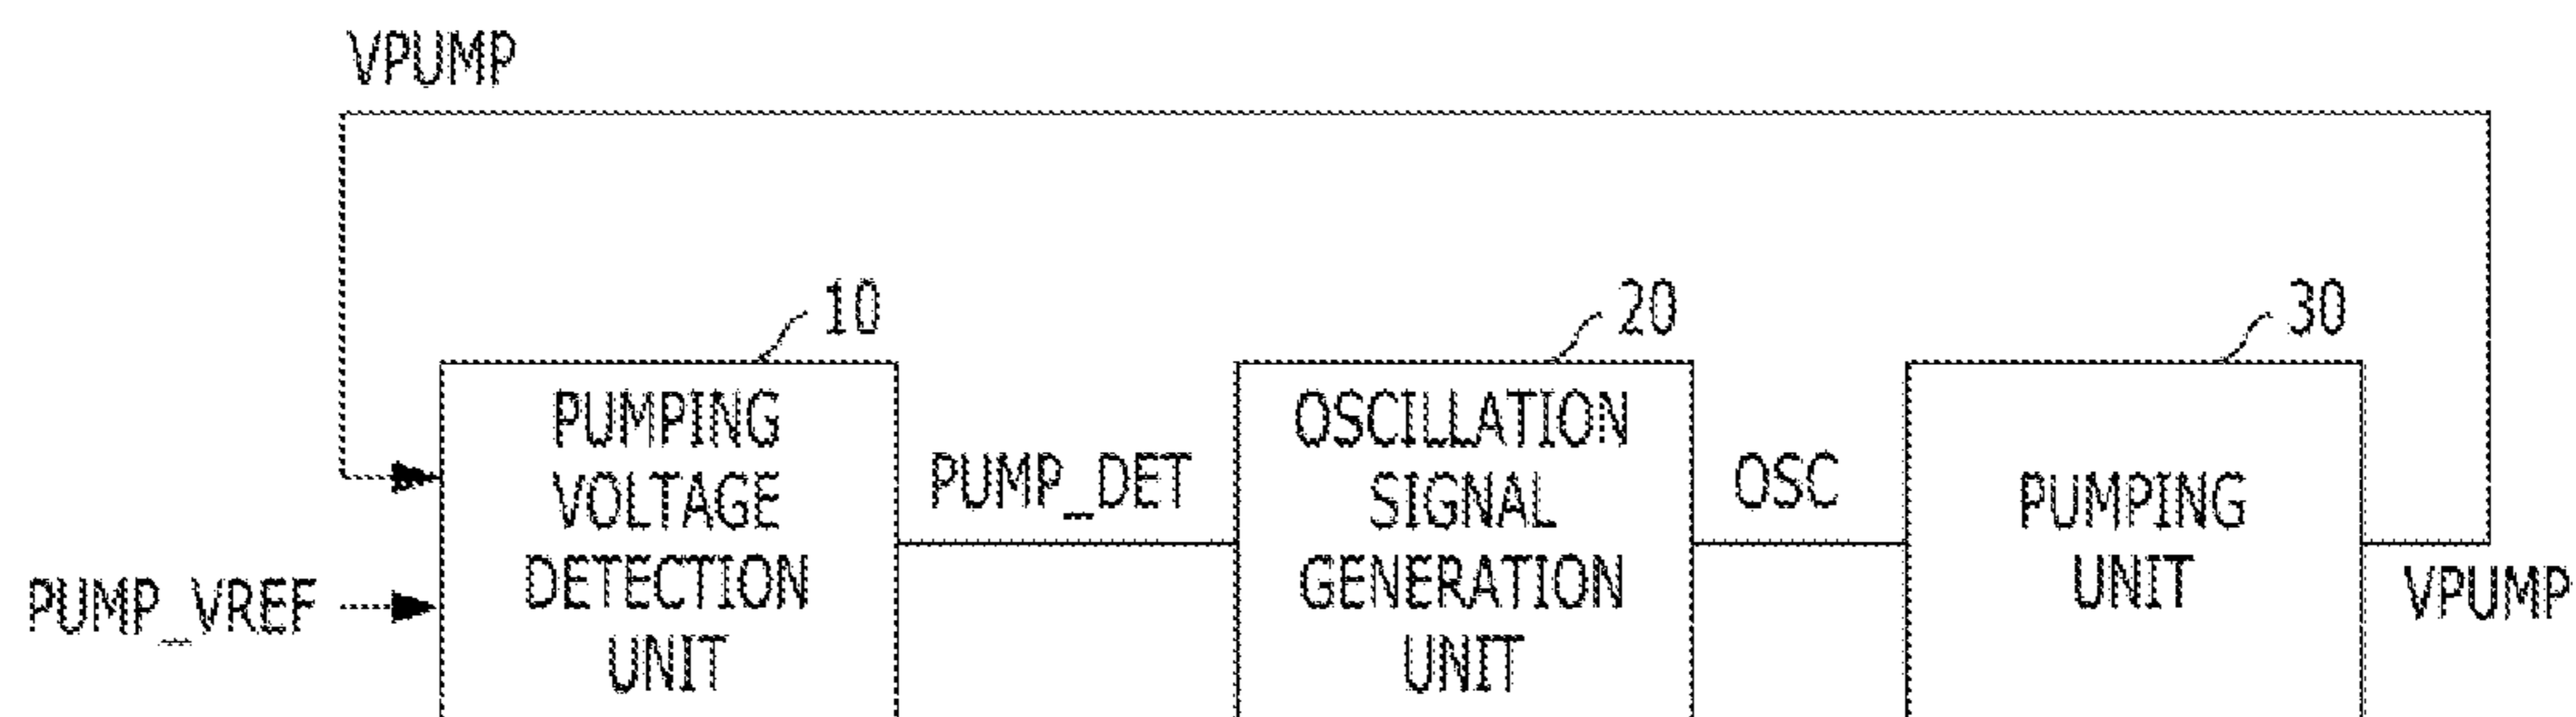 VPUMP
10
20
30
PUMPING
VOLTAGE
DETECTION
UNIT
PUMP_DET
OSCILLATION
SIGNAL
GENERATION
UNIT
OSC
PUMPING
UNIT
PUMP_VREF
VPUMP